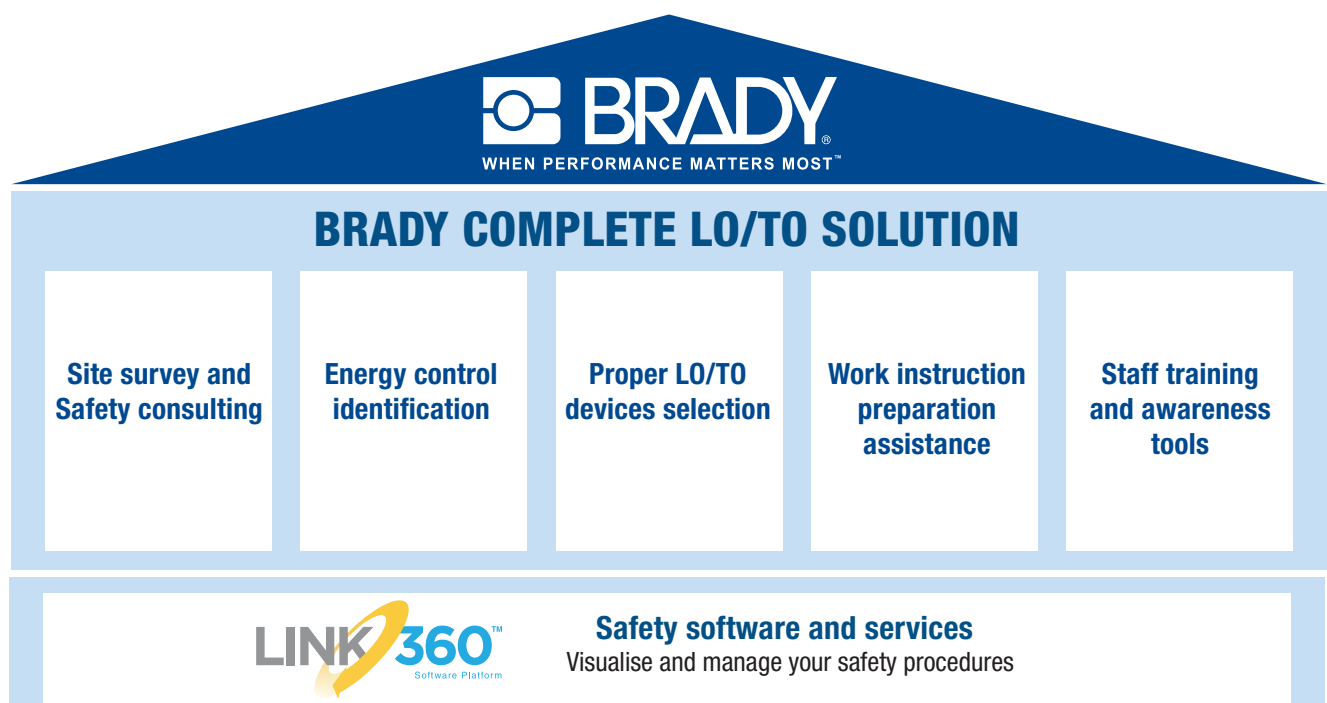 BRADY®
WHEN PERFORMANCE MATTERS MOST™
BRADY COMPLETE LO/TO SOLUTION
Site survey and
Safety consulting
Energy control
identification
Proper LO/TO
devices selection
Work instruction
preparation
assistance
Staff training
and awareness
tools
LINK360™
Software Platform
Safety software and services
Visualise and manage your safety procedures